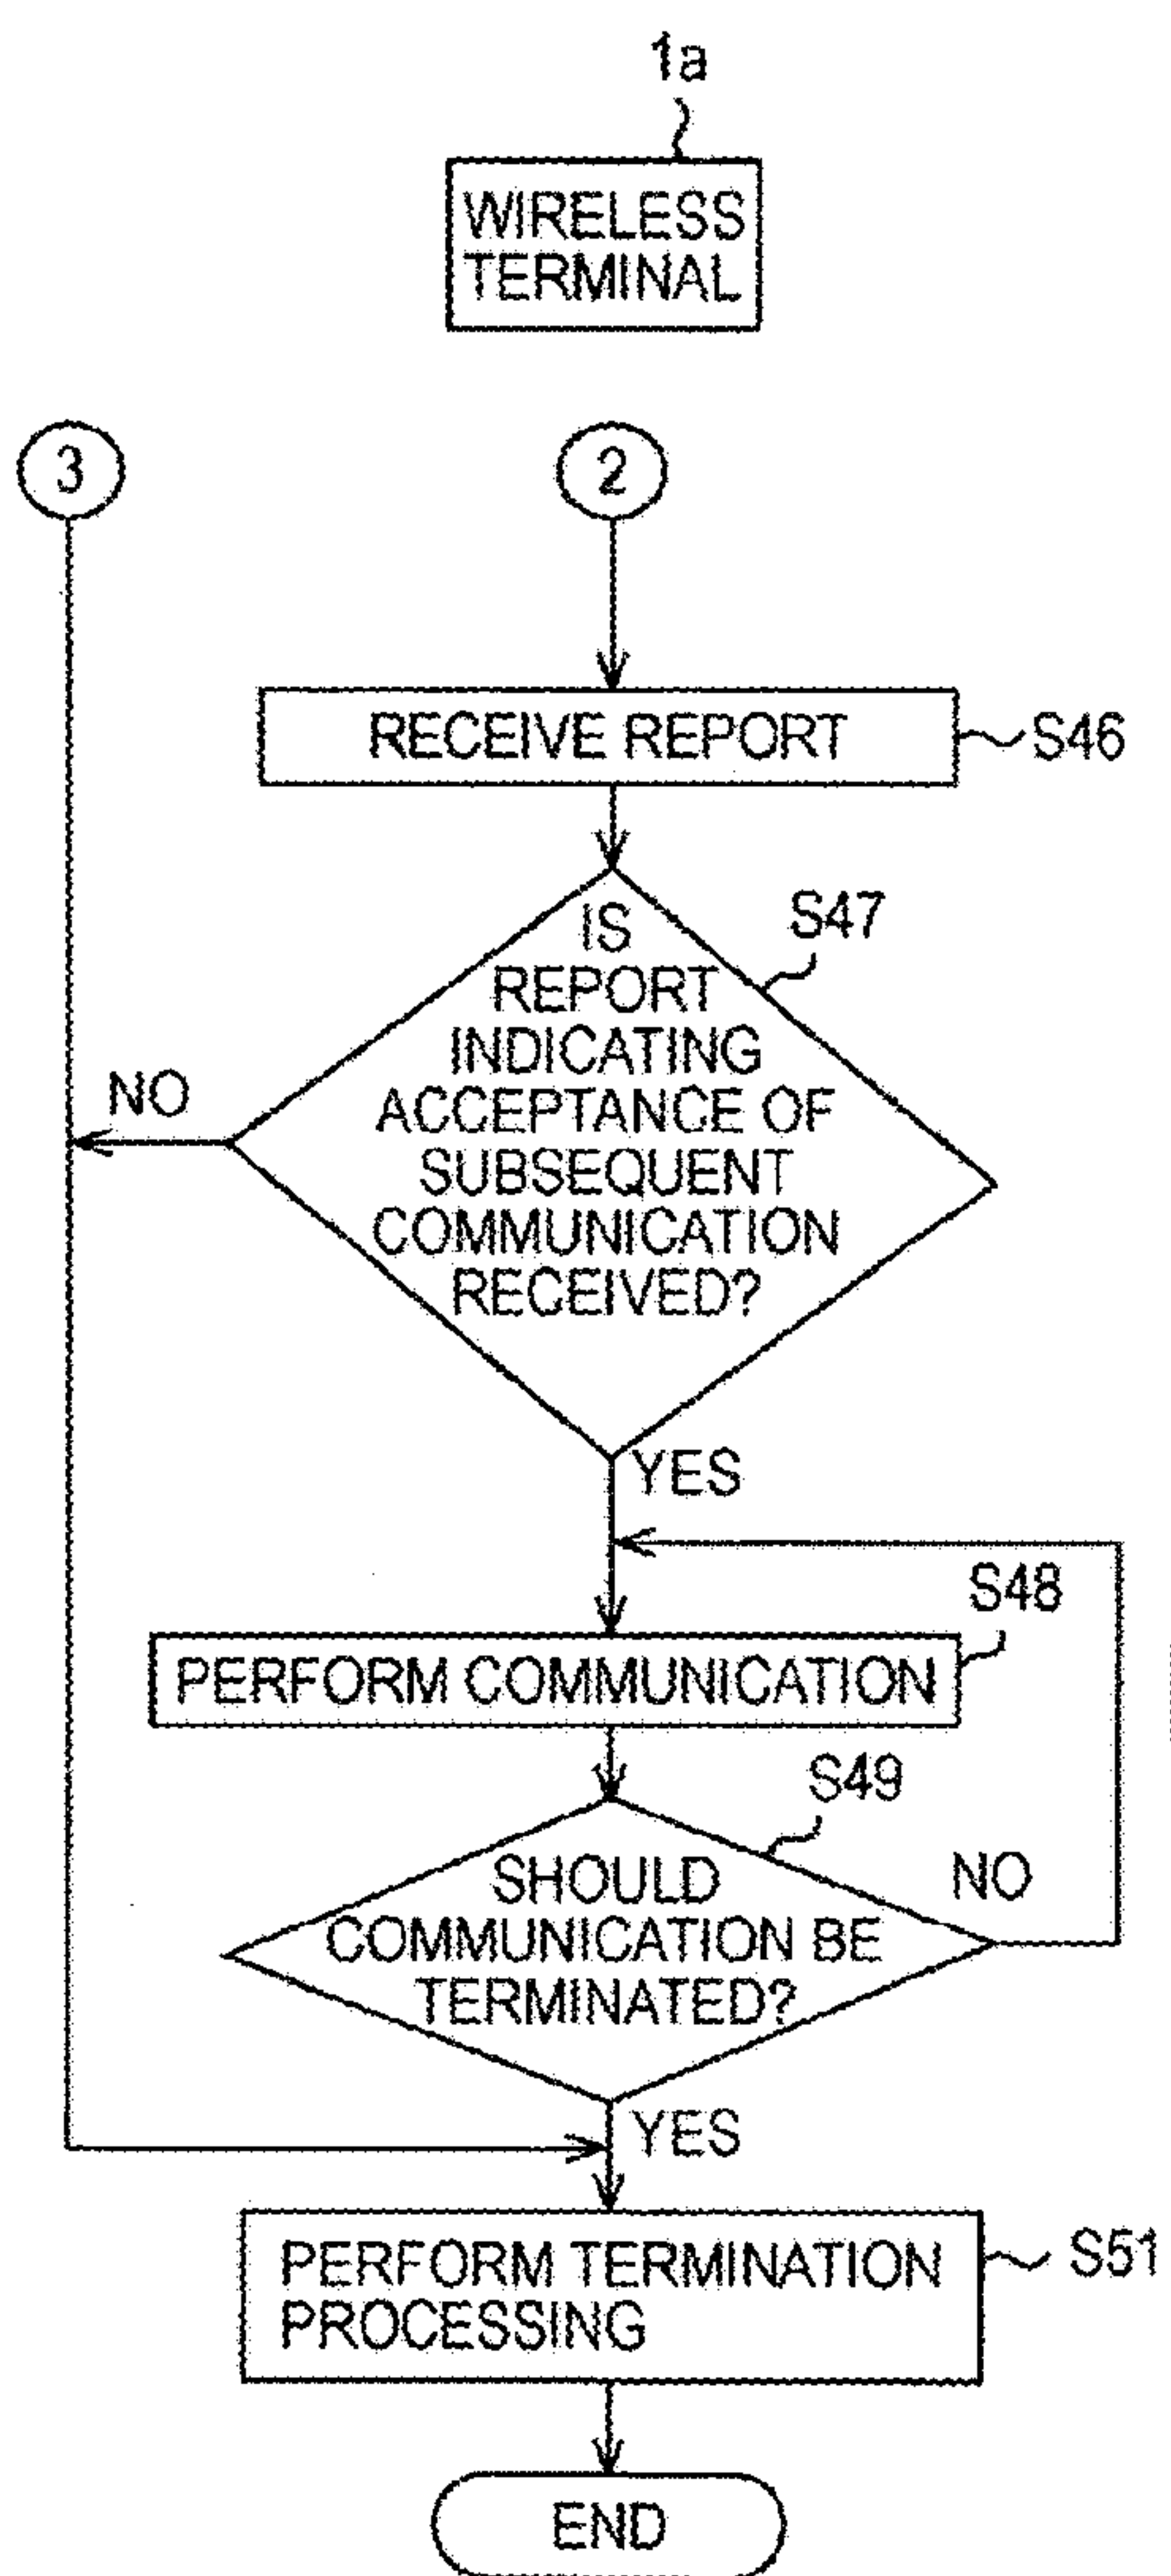 1a
WIRELESS
TERMINAL
3
2
RECEIVE REPORT
S46
S47
IS
REPORT
INDICATING
ACCEPTANCE OF
SUBSEQUENT
COMMUNICATION
RECEIVED?
NO
YES
S48
PERFORM COMMUNICATION
S49
SHOULD
COMMUNICATION BE
TERMINATED?
NO
YES
PERFORM TERMINATION
PROCESSING
S51
END